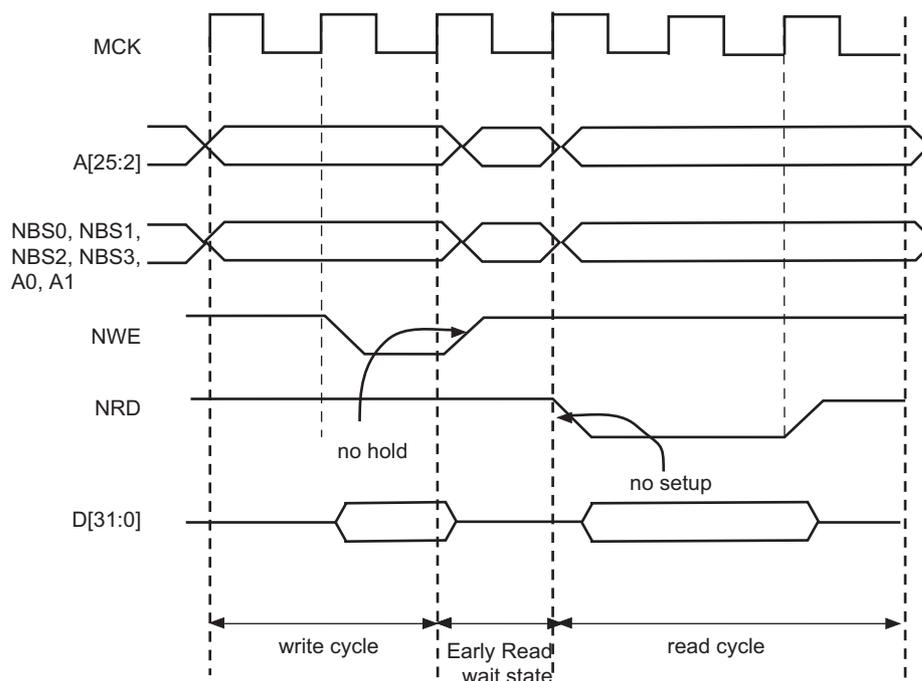 MCK
A[25:2]
NBS0, NBS1,
NBS2, NBS3,
A0, A1
NWE
NRD
no hold
no setup
D[31:0]
write cycle
Early Read
wait state
read cycle